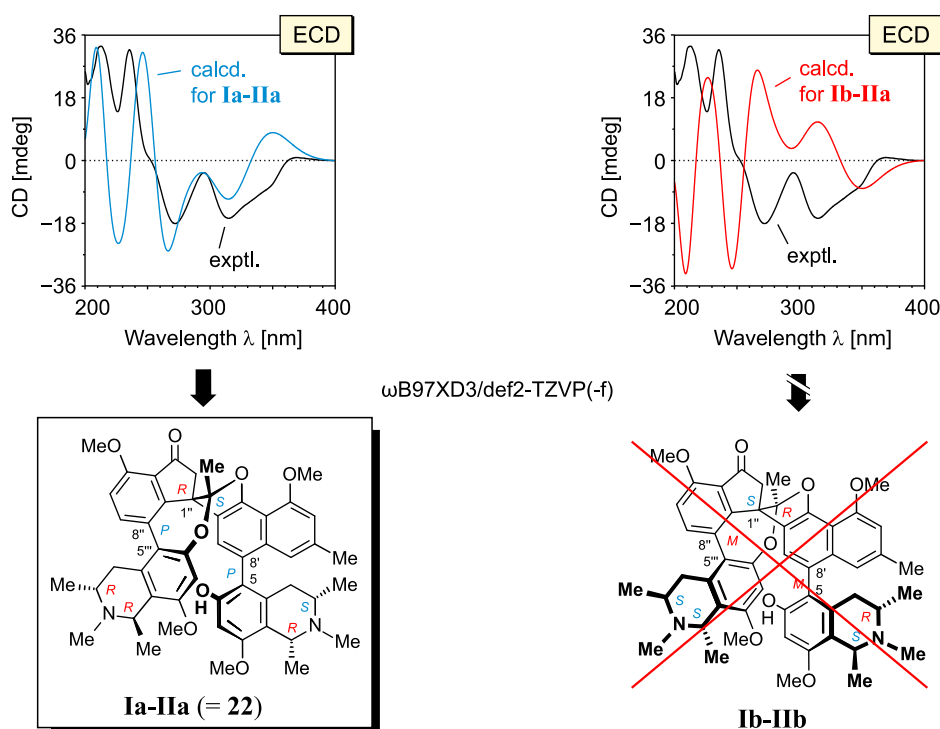 ECD
36
18
0
−18
−36
CD [mdeg]
calcd.
for Ia-IIa
exptl.
200
300
400
Wavelength λ [nm]
ECD
36
18
0
−18
−36
CD [mdeg]
calcd.
for Ib-IIa
exptl.
200
300
400
Wavelength λ [nm]
ωB97XD3/def2-TZVP(-f)
O
MeO
Me
O
OMe
R
S
1"
8"
P
O
5'''
8'
Me
P
5
O
H
Me
R
S
Me
N
R
MeO
R
N
Me
Me
Me
MeO
Me
Ia-IIa (= 22)
O
MeO
Me
O
OMe
S
R
1"
8"
M
O
5'''
8'
Me
M
5
O
H
Me
S
R
Me
N
S
MeO
S
N
Me
Me
Me
MeO
Me
Ib-IIb